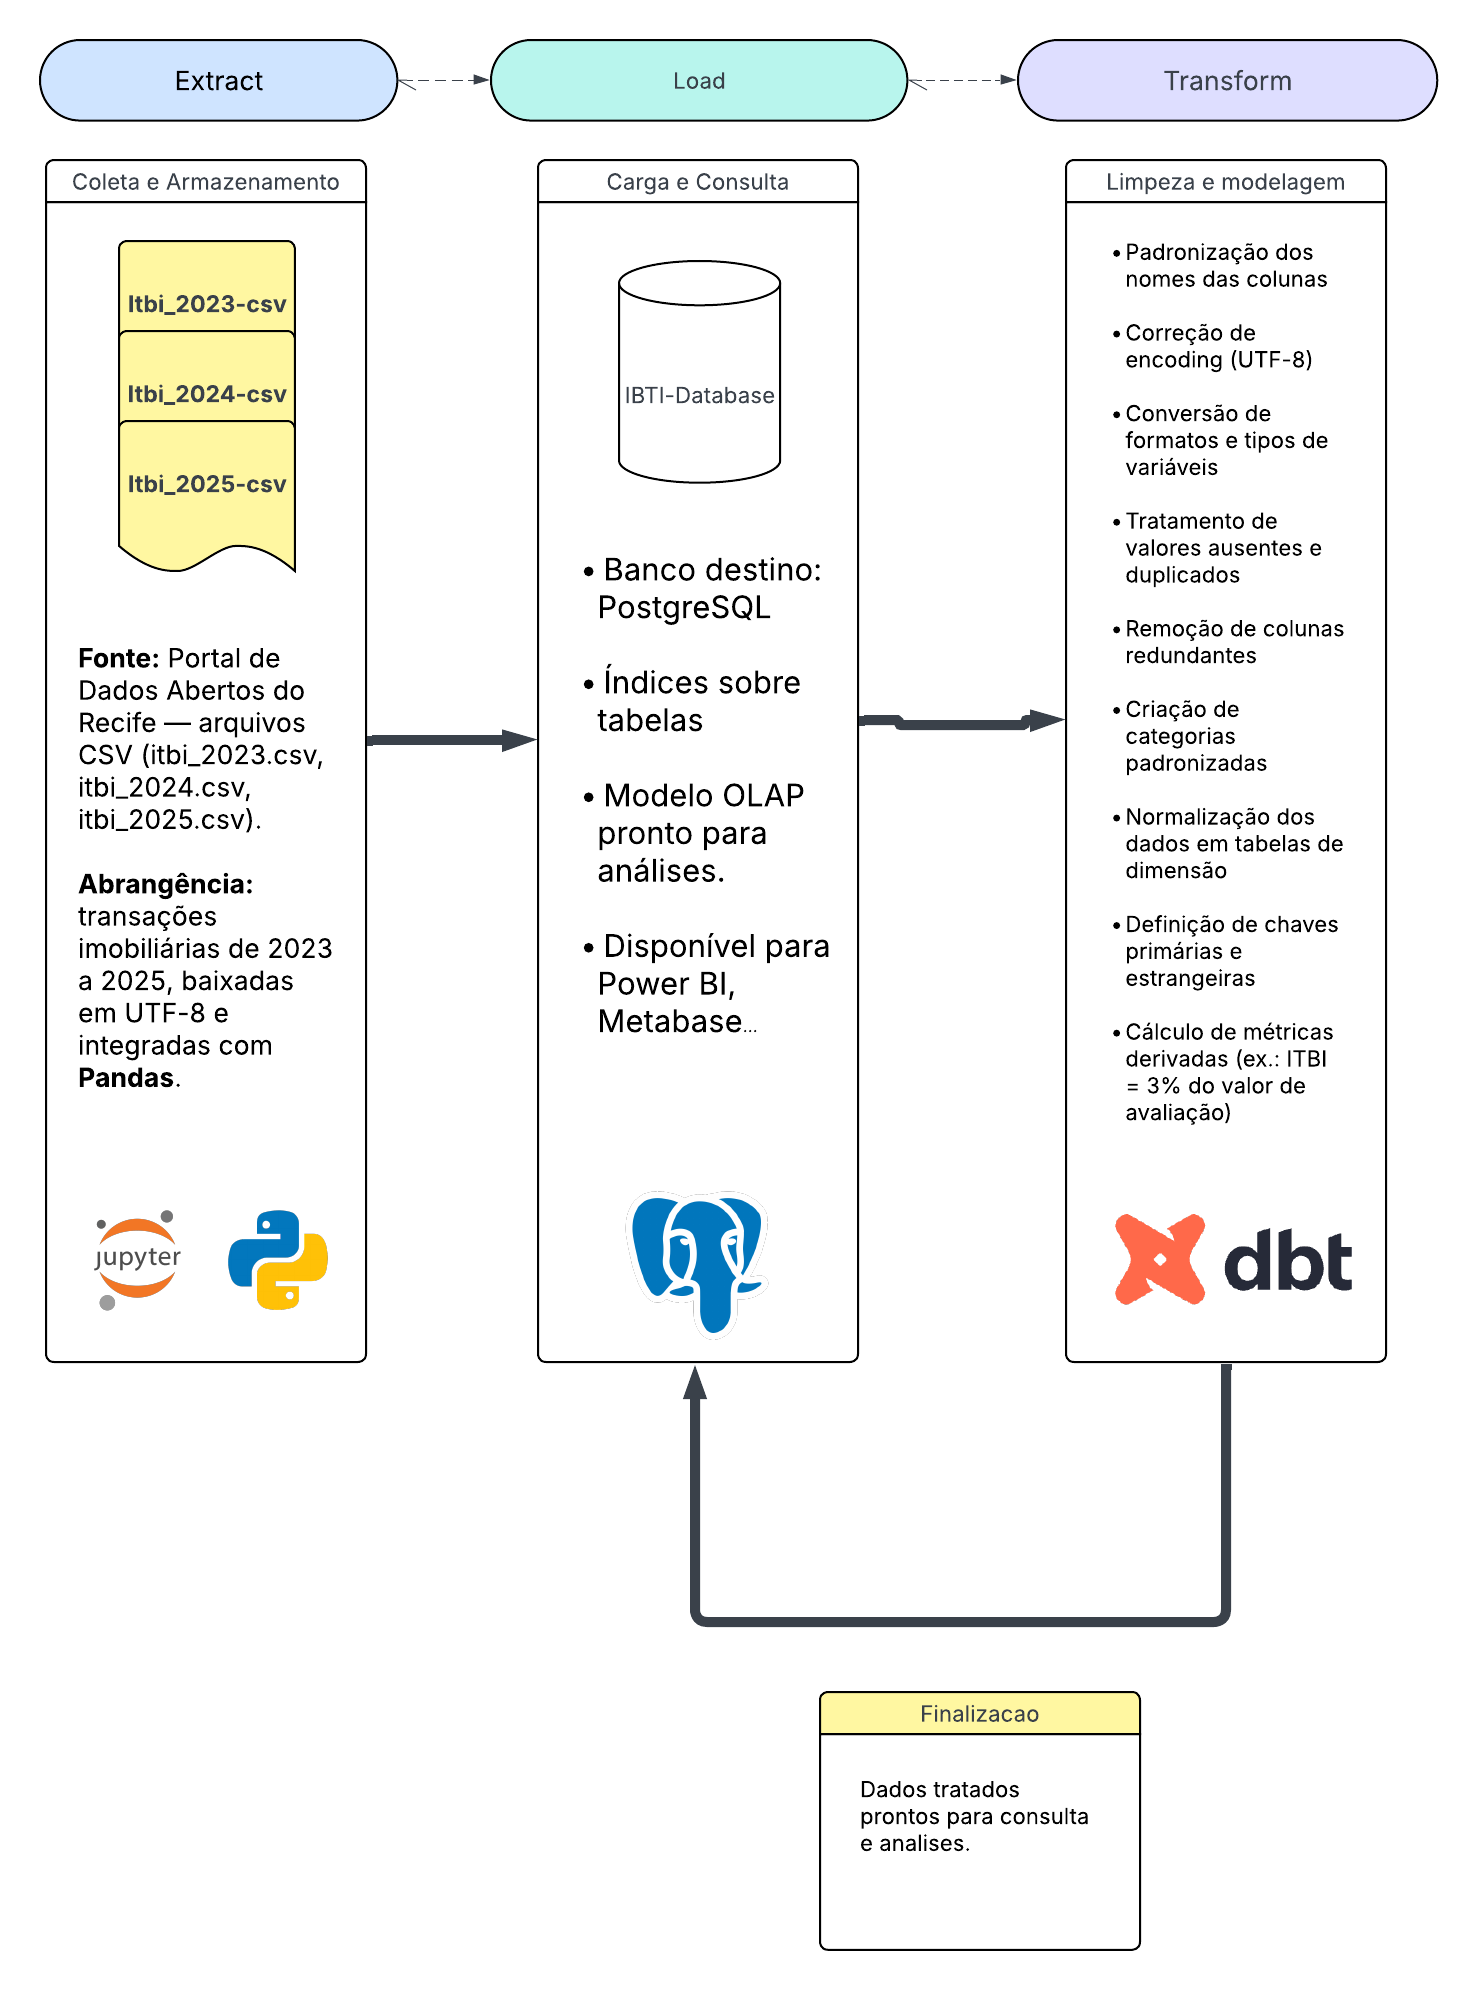 Extract
Load
Transform
Coleta e Armazenamento
Itbi_2023-csv
Itbi_2024-csv
Itbi_2025-csv
Fonte: Portal de
Dados Abertos do
Recife — arquivos
CSV (itbi_2023.csv,
itbi_2024.csv,
itbi_2025.csv).
Abrangência:
transações
imobiliárias de 2023
a 2025, baixadas
em UTF-8 e
integradas com
Pandas.
jupyter
Carga e Consulta
IBTI-Database
• Banco destino:
PostgreSQL
• Índices sobre
tabelas
• Modelo OLAP
pronto para
análises.
• Disponível para
Power BI,
Metabase...
Limpeza e modelagem
• Padronização dos
nomes das colunas
• Correção de
encoding (UTF-8)
• Conversão de
formatos e tipos de
variáveis
• Tratamento de
valores ausentes e
duplicados
• Remoção de colunas
redundantes
• Criação de
categorias
padronizadas
• Normalização dos
dados em tabelas de
dimensão
• Definição de chaves
primárias e
estrangeiras
• Cálculo de métricas
derivadas (ex.: ITBI
= 3% do valor de
avaliação)
dbt
Finalizacao
Dados tratados
prontos para consulta
e analises.